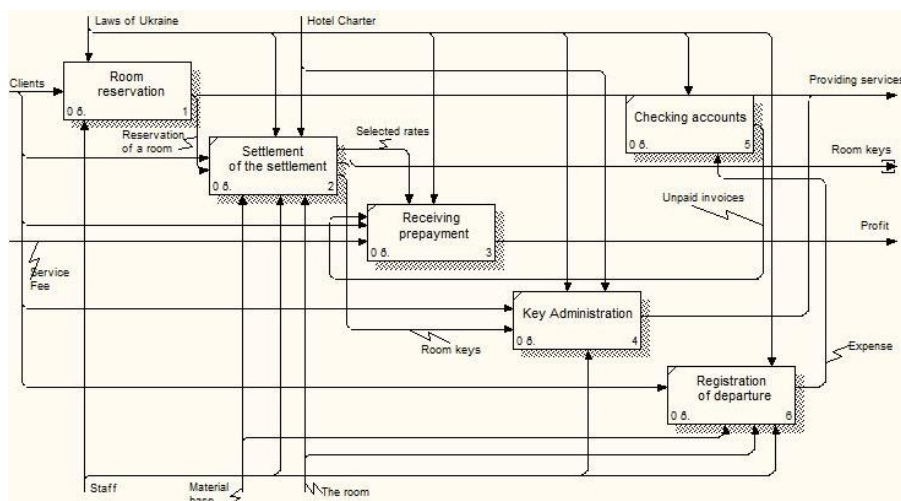 Laws of Ukraine
Hotel Charter
Clients
Room
reservation
0 б.
1
Providing services
Checking accounts
0 б.
5
Reservation
of a room
Selected rates
Settlement
of the settlement
0 б.
2
Room keys
Unpaid invoices
Receiving
prepayment
0 б.
3
Profit
Service
Fee
Key Administration
0 б.
4
Room keys
Expense
Registration
of departure
0 б.
6
Staff
Material
base
The room